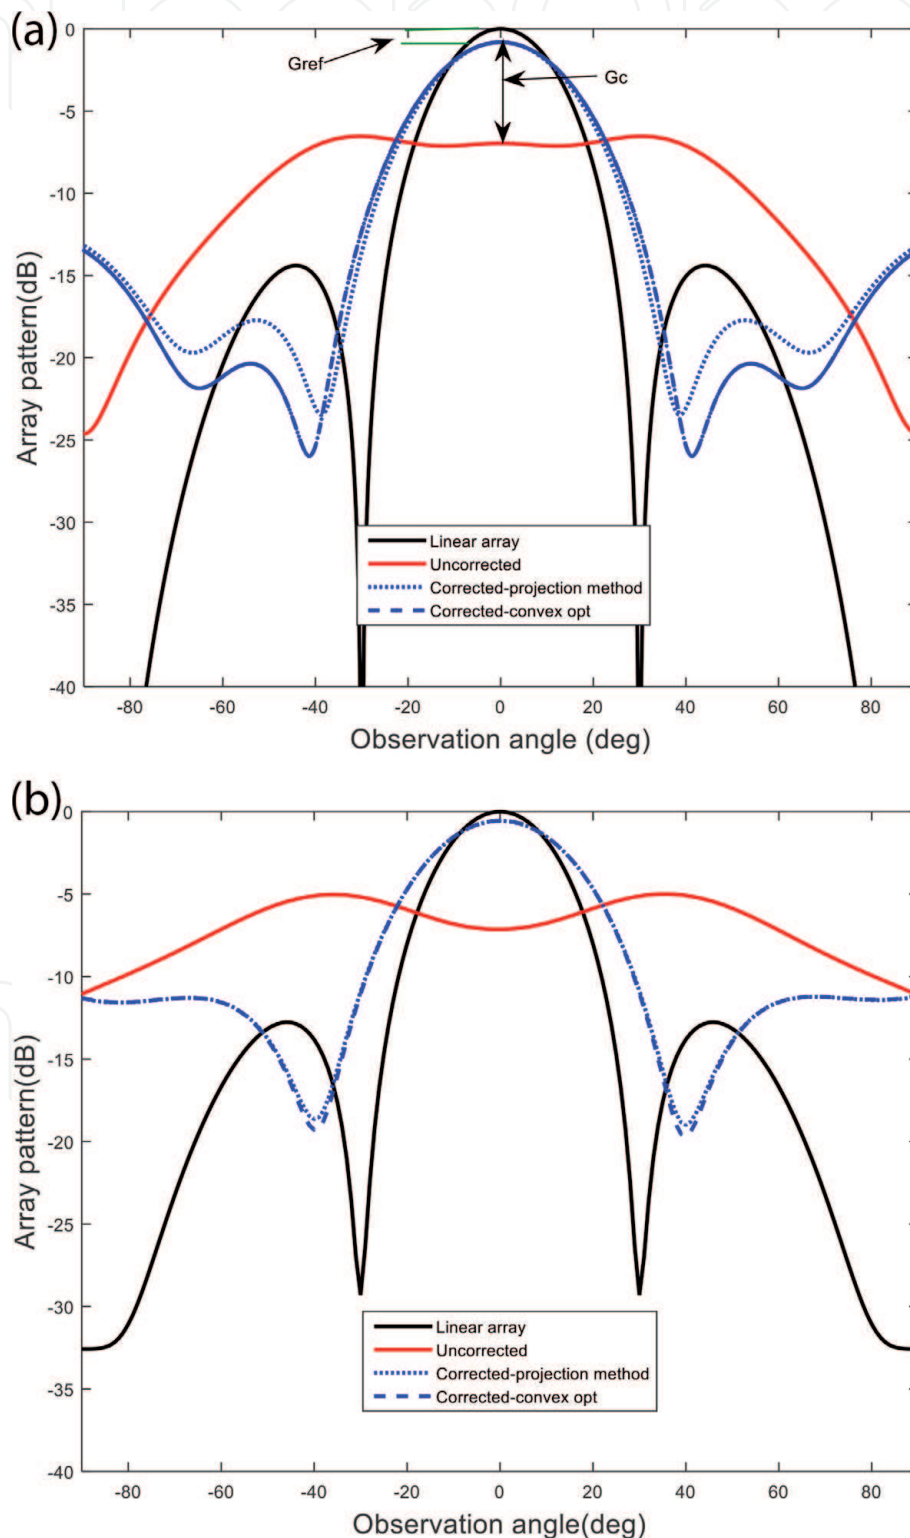 (a)
0
Gref
Gc
-5
-10
-15
-20
-25
-30
-35
-40
Array pattern(dB)
Linear array
Uncorrected
Corrected-projection method
Corrected-convex opt
-80 -60 -40 -20 0 20 40 60 80
Observation angle (deg)
(b)
0
-5
-10
-15
-20
-25
-30
-35
-40
Array pattern(dB)
Linear array
Uncorrected
Corrected-projection method
Corrected-convex opt
-80 -60 -40 -20 0 20 40 60 80
Observation angle(deg)